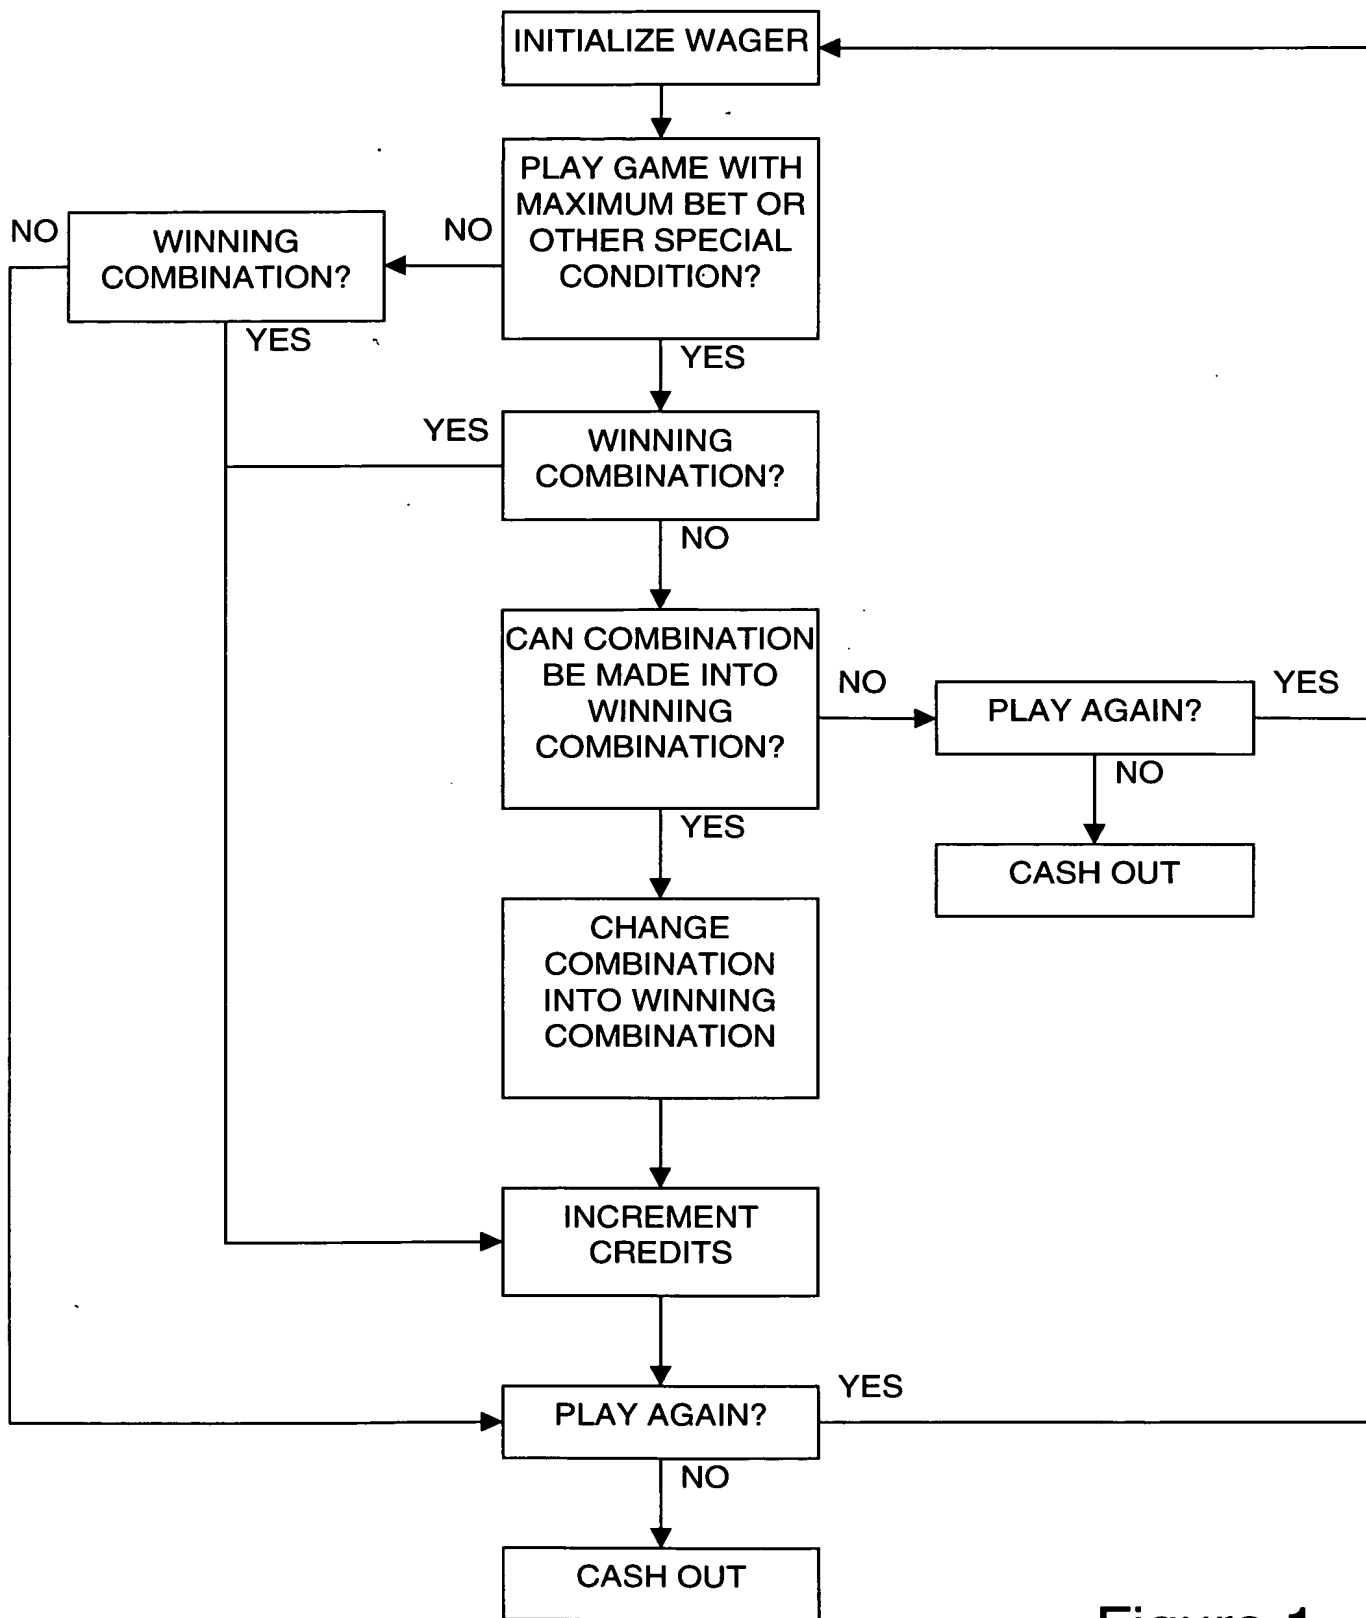 INITIALIZE WAGER
PLAY GAME WITH
MAXIMUM BET OR
OTHER SPECIAL
CONDITION?
NO
WINNING
COMBINATION?
NO
YES
YES
YES
WINNING
COMBINATION?
NO
CAN COMBINATION
BE MADE INTO
WINNING
COMBINATION?
NO
PLAY AGAIN?
YES
NO
CASH OUT
YES
CHANGE
COMBINATION
INTO WINNING
COMBINATION
INCREMENT
CREDITS
PLAY AGAIN?
YES
NO
CASH OUT
Figure 1